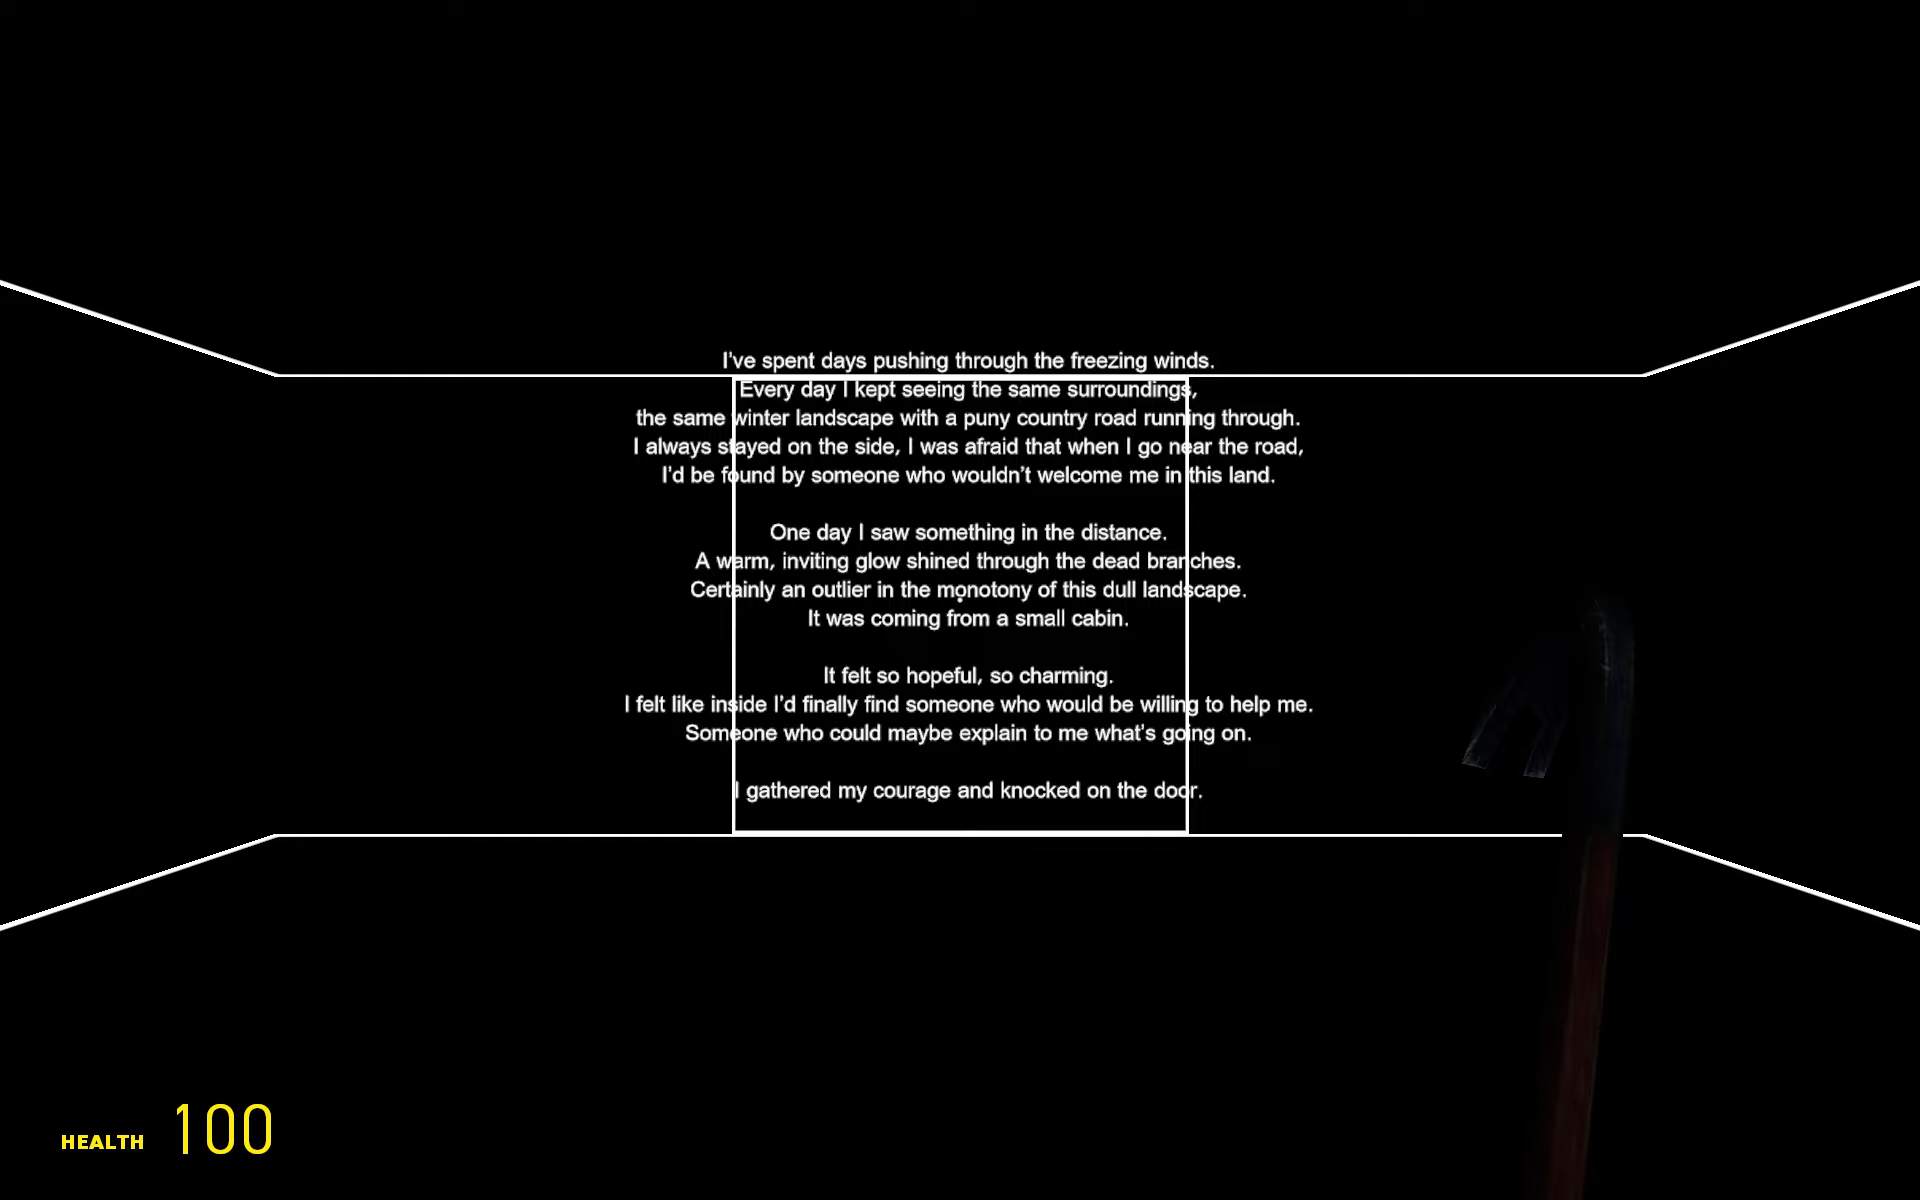 I've spent days pushing through the freezing winds.
Every day I kept seeing the same surroundings,
the same winter landscape with a puny country road running through.
I always stayed on the side, I was afraid that when I go near the road,
I'd be found by someone who wouldn't welcome me in this land.
One day I saw something in the distance.
A warm, inviting glow shined through the dead branches.
Certainly an outlier in the monotony of this dull landscape.
It was coming from a small cabin.
It felt so hopeful, so charming.
I felt like inside I'd finally find someone who would be willing to help me.
Someone who could maybe explain to me what's going on.
I gathered my courage and knocked on the door.
HEALTH 100